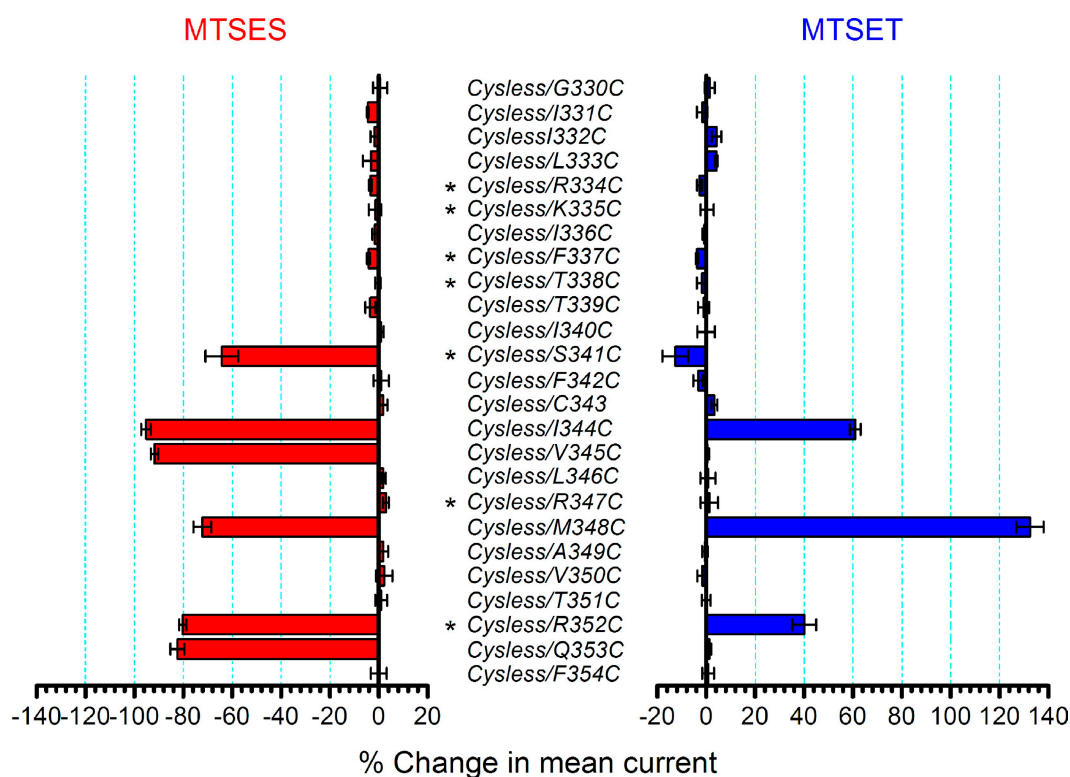 MTSES MTSET
Cysless/G330C
Cysless/I331C
CyslessI332C
Cysless/L333C
* Cysless/R334C
* Cysless/K335C
Cysless/I336C
* Cysless/F337C
* Cysless/T338C
Cysless/T339C
Cysless/I340C
* Cysless/S341C
Cysless/F342C
Cysless/C343
Cysless/I344C
Cysless/V345C
Cysless/L346C
* Cysless/R347C
Cysless/M348C
Cysless/A349C
Cysless/V350C
Cysless/T351C
* Cysless/R352C
Cysless/Q353C
Cysless/F354C
-140 -120 -100 -80 -60 -40 -20 0 20 -20 0 20 40 60 80 100 120 140
% Change in mean current